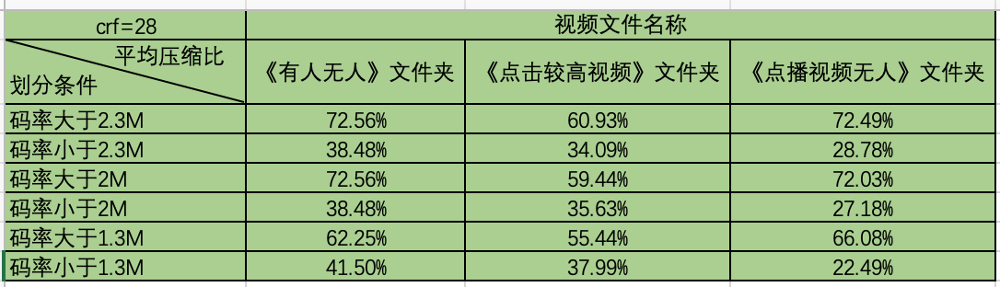 crf=28 视频文件名称
平均压缩比
划分条件
《有人无人》文件夹 《点击较高视频》文件夹 《点播视频无人》文件夹
码率大于2.3M 72.56% 60.93% 72.49%
码率小于2.3M 38.48% 34.09% 28.78%
码率大于2M 72.56% 59.44% 72.03%
码率小于2M 38.48% 35.63% 27.18%
码率大于1.3M 62.25% 55.44% 66.08%
码率小于1.3M 41.50% 37.99% 22.49%